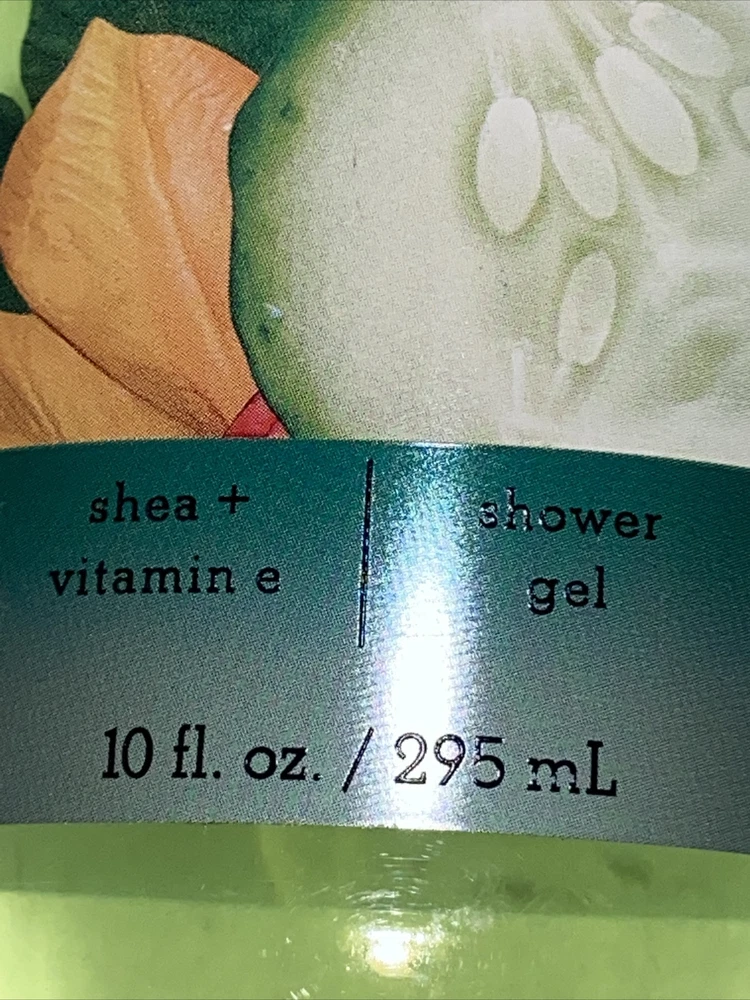 shea +
vitamin e
shower
gel
10 fl. oz. / 295 mL